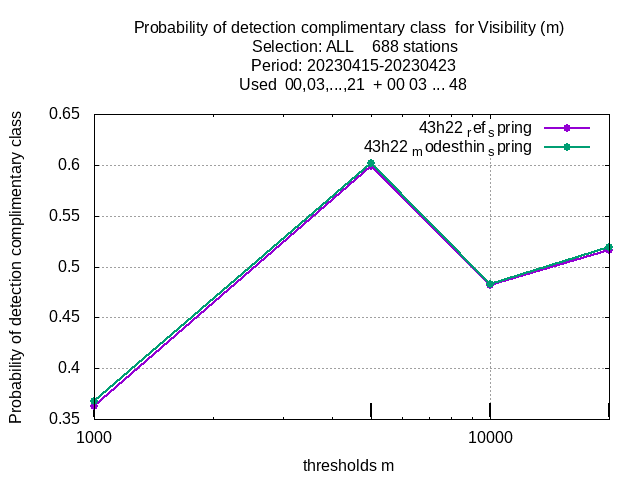 Probability of detection complimentary class  for Visibility (m)
Selection: ALL    688 stations
Period: 20230415-20230423
Used  00,03,...,21  + 00 03 ... 48
Probability of detection complimentary class
0.65
0.6
0.55
0.5
0.45
0.4
0.35
43h22 ref spring
43h22 modesthin spring
1000
10000
thresholds m